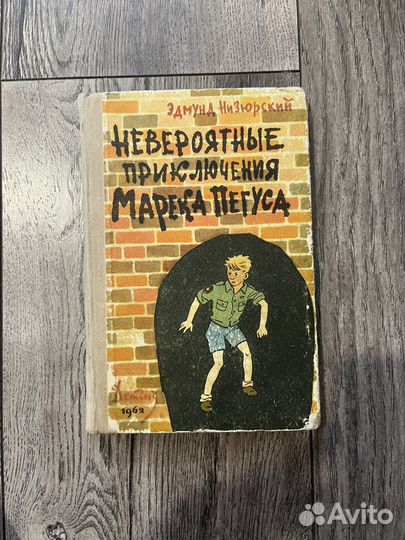 Эдмунд Низюрский
Невероятные
приключения
Марека Пегуса
Детгиз
1962
Avito